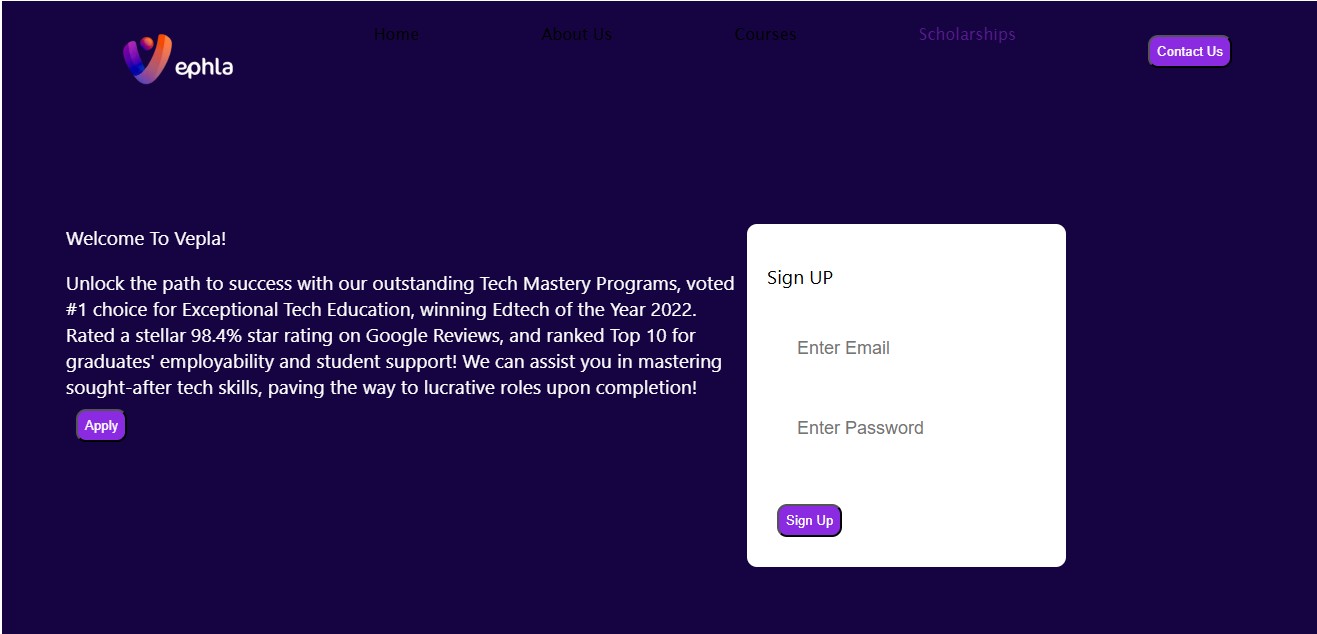 ephla
Home
About Us
Courses
Scholarships
Contact Us
Welcome To Vepla!
Unlock the path to success with our outstanding Tech Mastery Programs, voted
#1 choice for Exceptional Tech Education, winning Edtech of the Year 2022.
Rated a stellar 98.4% star rating on Google Reviews, and ranked Top 10 for
graduates' employability and student support! We can assist you in mastering
sought-after tech skills, paving the way to lucrative roles upon completion!
Apply
Sign UP
Enter Email
Enter Password
Sign Up